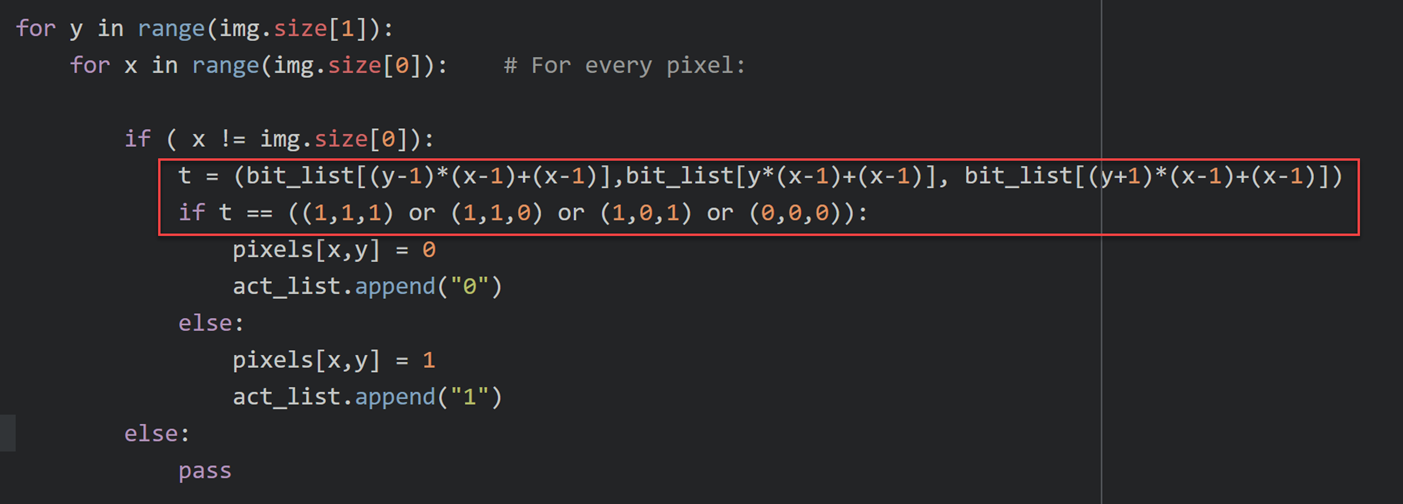 for y in range(img.size[1]):
    for x in range(img.size[0]):    # For every pixel:
        if ( x != img.size[0]):
            t = (bit_list[(y-1)*(x-1)+(x-1)],bit_list[y*(x-1)+(x-1)], bit_list[(y+1)*(x-1)+(x-1)])
            if t == ((1,1,1) or (1,1,0) or (1,0,1) or (0,0,0)):
                pixels[x,y] = 0
                act_list.append("0")
            else:
                pixels[x,y] = 1
                act_list.append("1")
        else:
            pass